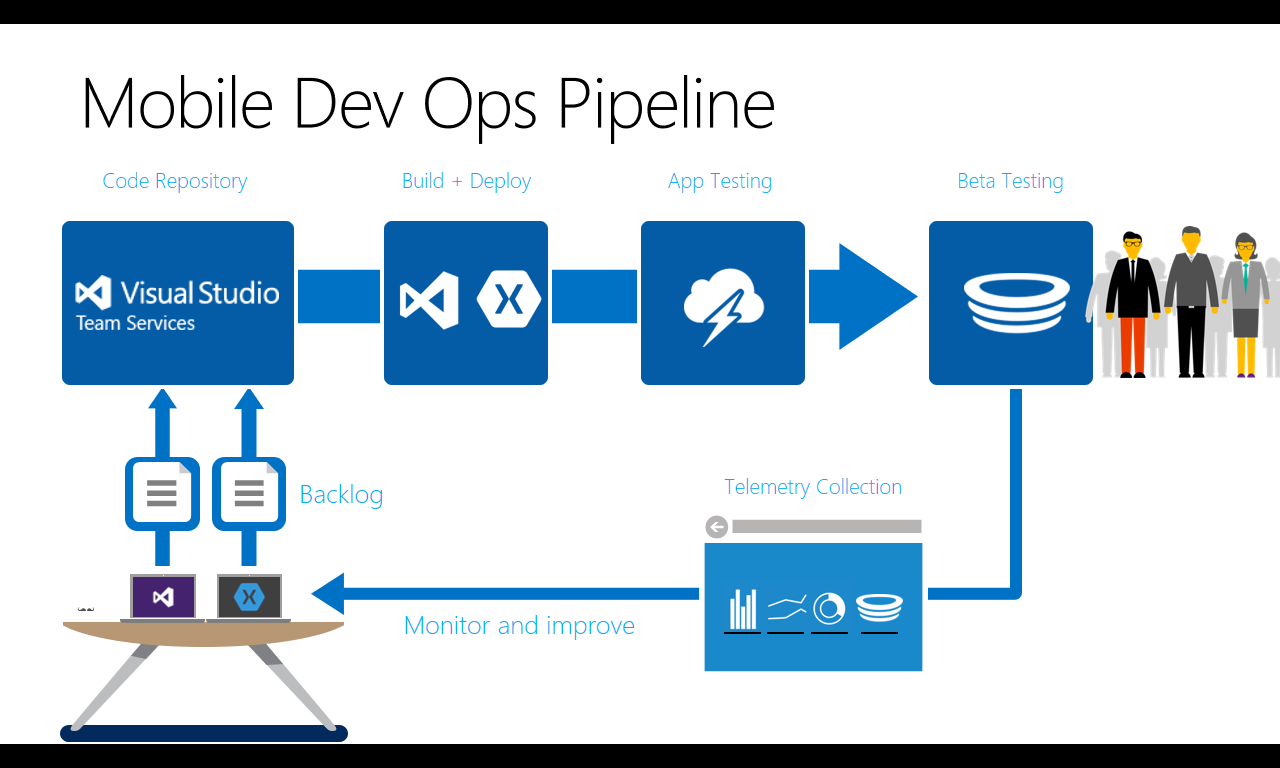 Mobile Dev Ops Pipeline
Code Repository
Build + Deploy
App Testing
Beta Testing
Visual Studio
Team Services
Backlog
Telemetry Collection
Monitor and improve